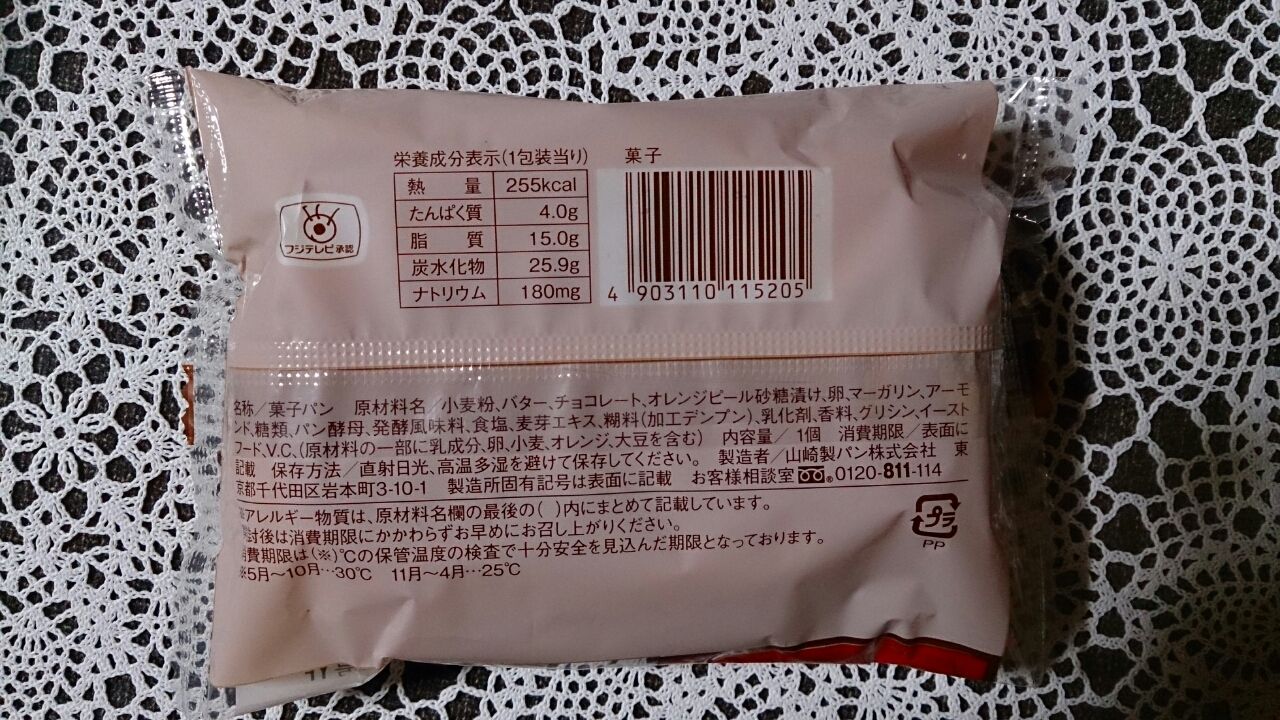 栄養成分表示(1包装当り)
熱 量 255kcal
たんぱく質 4.0g
脂 質 15.0g
炭水化物 25.9g
ナトリウム 180mg
菓子
4 903110 115205
フジテレビ承認
名称/菓子パン 原材料名/小麦粉、バター、チョコレート、オレンジピール砂糖漬け、卵、マーガリン、アーモ
ンド、糖類、パン酵母、発酵風味料、食塩、麦芽エキス、糊料(加工デンプン)、乳化剤、香料、グリシン、イースト
フード、V.C、(原材料の一部に乳成分、卵、小麦、オレンジ、大豆を含む) 内容量/1個 消費期限/表面に
記載 保存方法/直射日光、高温多湿を避けて保存してください。 製造者/山崎製パン株式会社 東
京都千代田区岩本町3-10-1 製造所固有記号は表面に記載 お客様相談室 0120-811-114
※アレルギー物質は、原材料名欄の最後の( )内にまとめて記載しています。
開封後は消費期限にかかわらずお早めにお召し上がりください。
消費期限は(※)℃の保管温度の検査で十分安全を見込んだ期限となっております。
※5月~10月…30℃ 11月~4月…25℃
プラ
PP